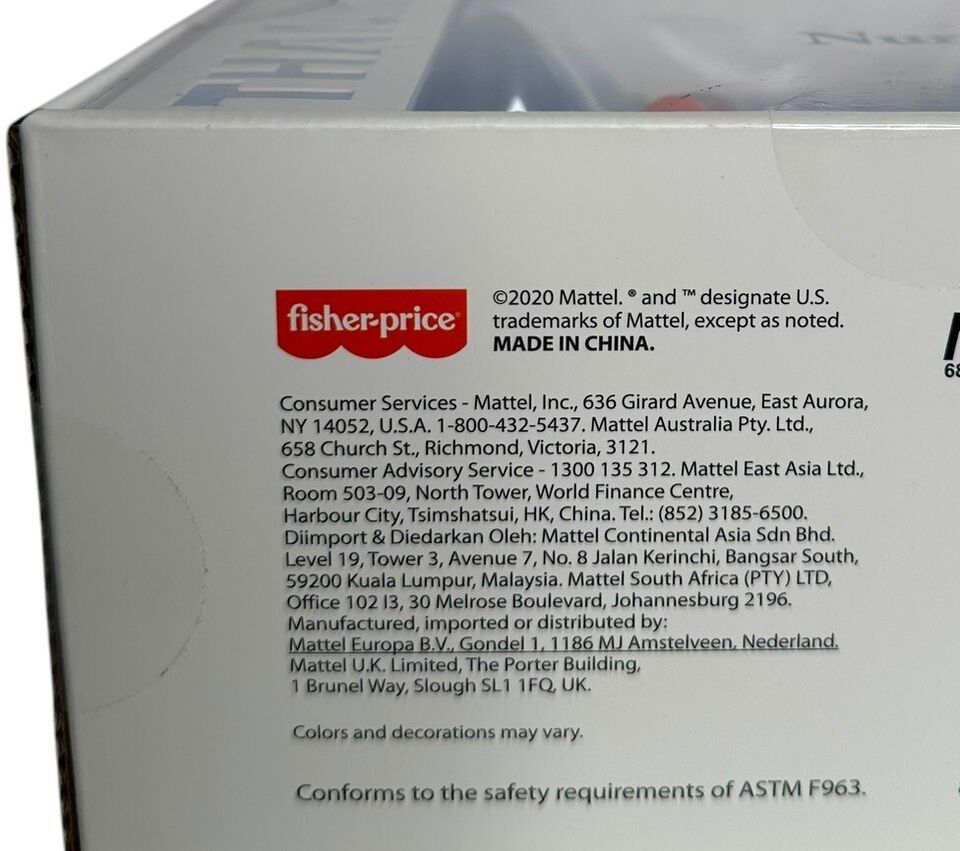 THA
Nur
fisher-price
©2020 Mattel. ® and ™ designate U.S.
trademarks of Mattel, except as noted.
MADE IN CHINA.
68
Consumer Services - Mattel, Inc., 636 Girard Avenue, East Aurora,
NY 14052, U.S.A. 1-800-432-5437. Mattel Australia Pty. Ltd.,
658 Church St., Richmond, Victoria, 3121.
Consumer Advisory Service - 1300 135 312. Mattel East Asia Ltd.,
Room 503-09, North Tower, World Finance Centre,
Harbour City, Tsimshatsui, HK, China. Tel.: (852) 3185-6500.
Diimport & Diedarkan Oleh: Mattel Continental Asia Sdn Bhd.
Level 19, Tower 3, Avenue 7, No. 8 Jalan Kerinchi, Bangsar South,
59200 Kuala Lumpur, Malaysia. Mattel South Africa (PTY) LTD,
Office 102 I3, 30 Melrose Boulevard, Johannesburg 2196.
Manufactured, imported or distributed by:
Mattel Europa B.V., Gondel 1, 1186 MJ Amstelveen, Nederland.
Mattel U.K. Limited, The Porter Building,
1 Brunel Way, Slough SL1 1FQ, UK.
Colors and decorations may vary.
Conforms to the safety requirements of ASTM F963.